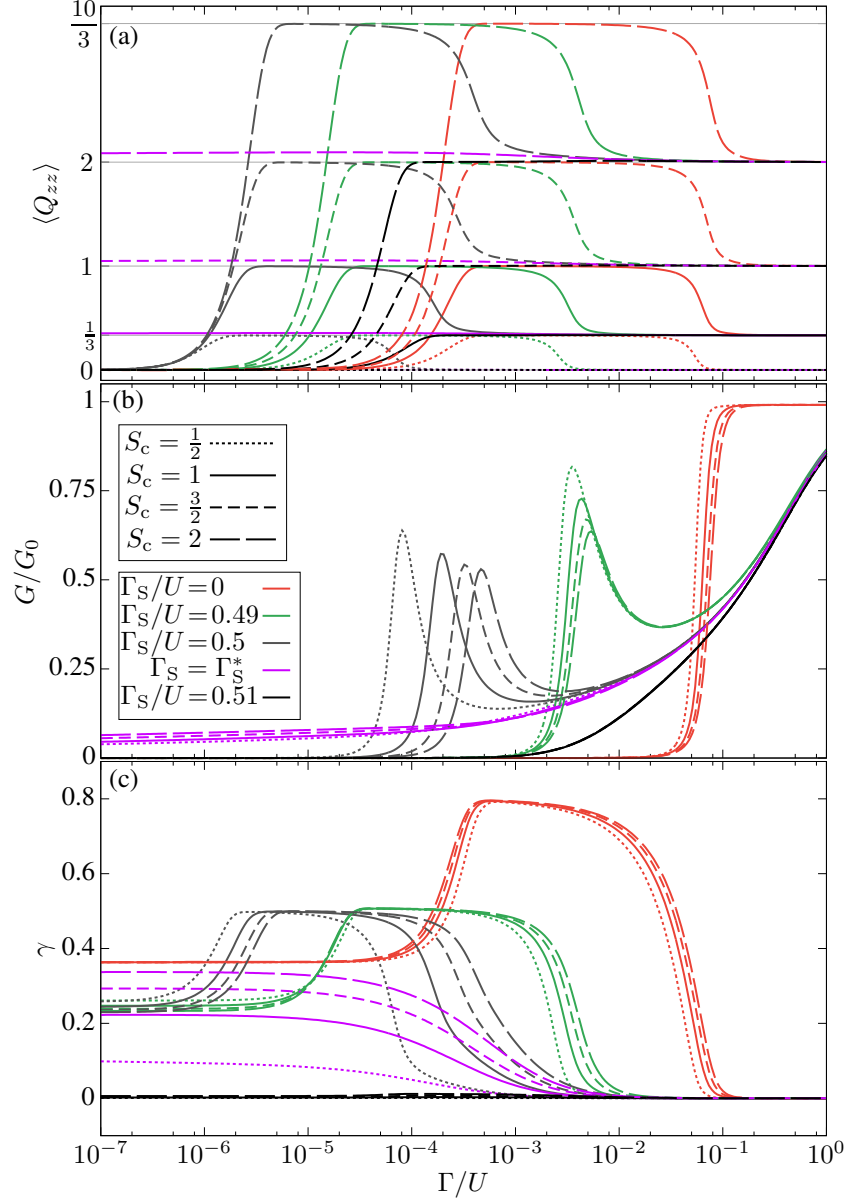 (a)
10/3
2
1
1/3
0
⟨Q_zz⟩
(b)
1
0.75
0.5
0.25
0
G/G_0
S_c = 1/2
S_c = 1
S_c = 3/2
S_c = 2
Γ_S/U = 0
Γ_S/U = 0.49
Γ_S/U = 0.5
Γ_S = Γ_S^*
Γ_S/U = 0.51
(c)
0.8
0.6
0.4
0.2
0
γ
10^-7 10^-6 10^-5 10^-4 10^-3 10^-2 10^-1 10^0
Γ/U